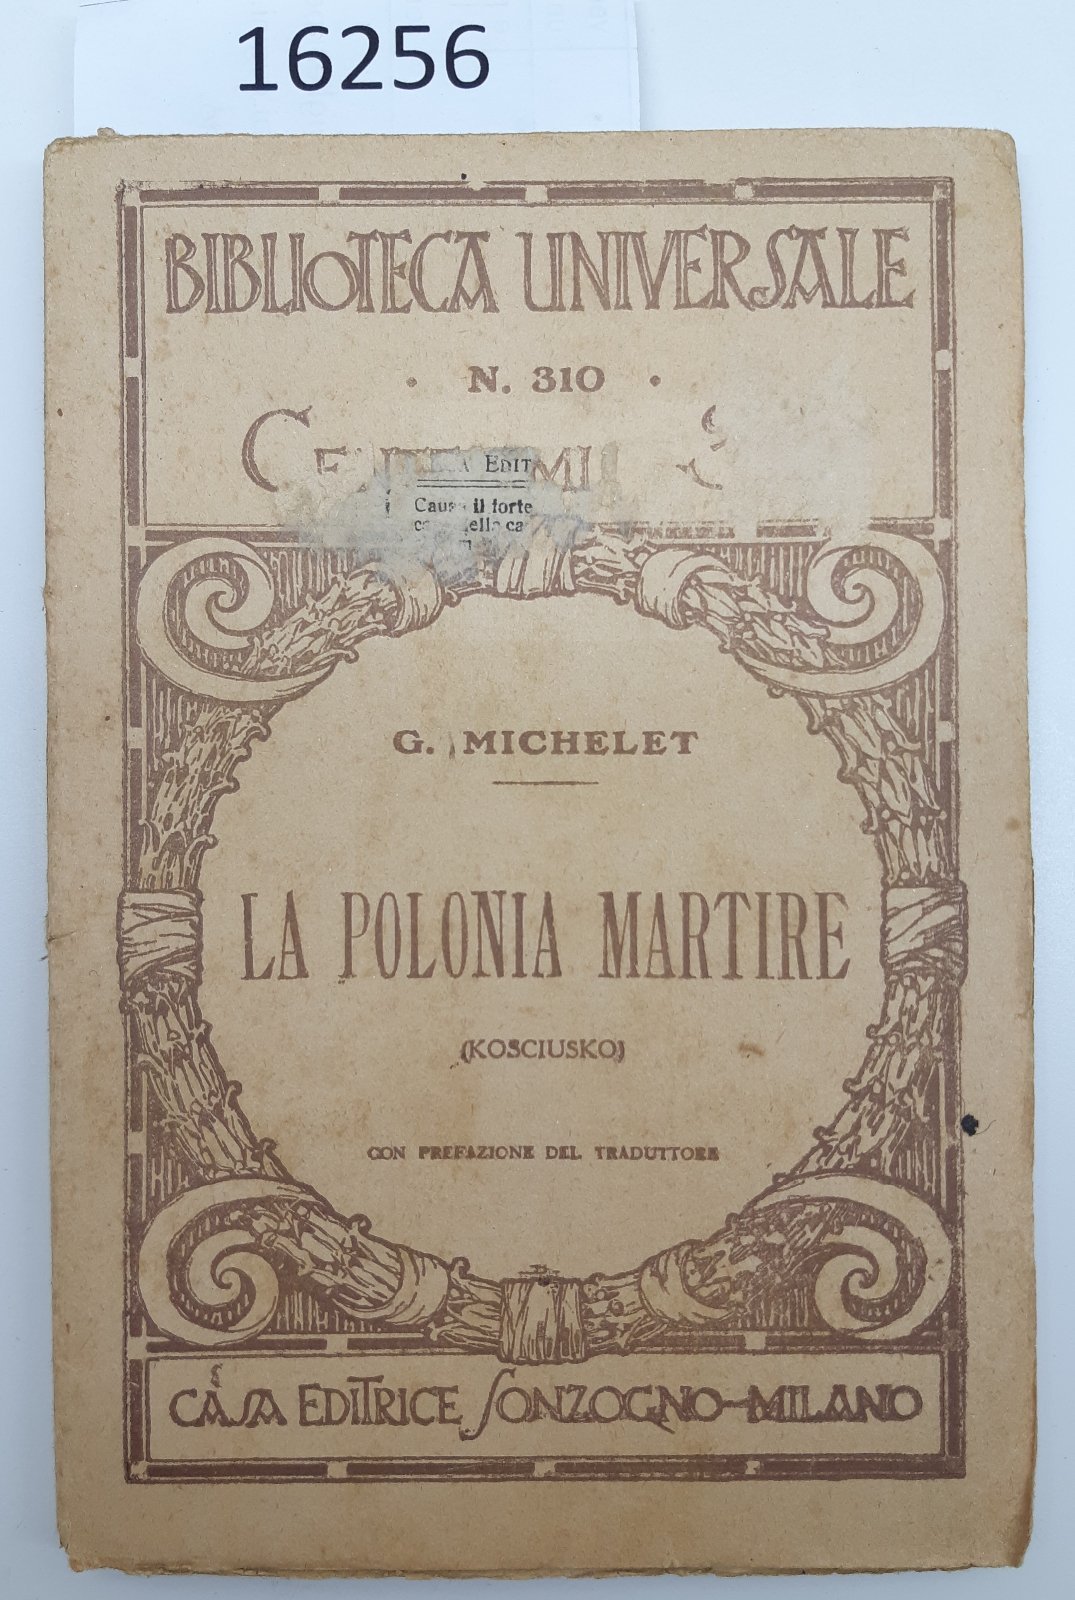 16256
BIBLIOTECA UNIVERSALE
• N. 310 •
EDIT
il forte
G. MICHELET
LA POLONIA MARTIRE
(KOSCIUSKO)
CON PREFAZIONE DEL TRADUTTORE
CASA EDITRICE SONZOGNO-MILANO